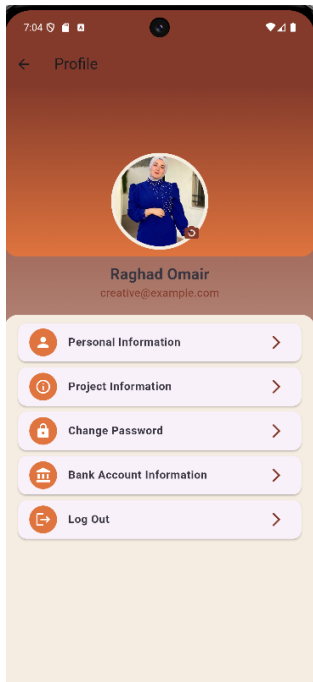 7:04
Profile
Raghad Omair
creative@example.com
Personal Information
Project Information
Change Password
Bank Account Information
Log Out